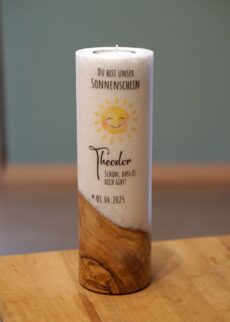 Du bist unser
Sonnenschein
Theodor
Schön, dass es
dich gibt!
* 03.04.2025